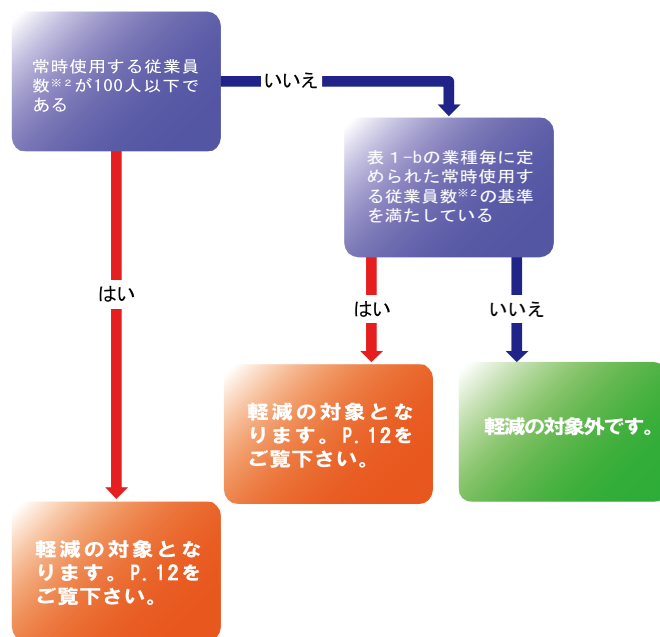 常時使用する従業員
数※2が100人以下で
ある
いいえ
表1-bの業種毎に定
められた常時使用す
る従業員数※2の基準
を満たしている
はい
はい
いいえ
軽減の対象とな
ります。P.12を
ご覧下さい。
軽減の対象外です。
軽減の対象とな
ります。P.12を
ご覧下さい。